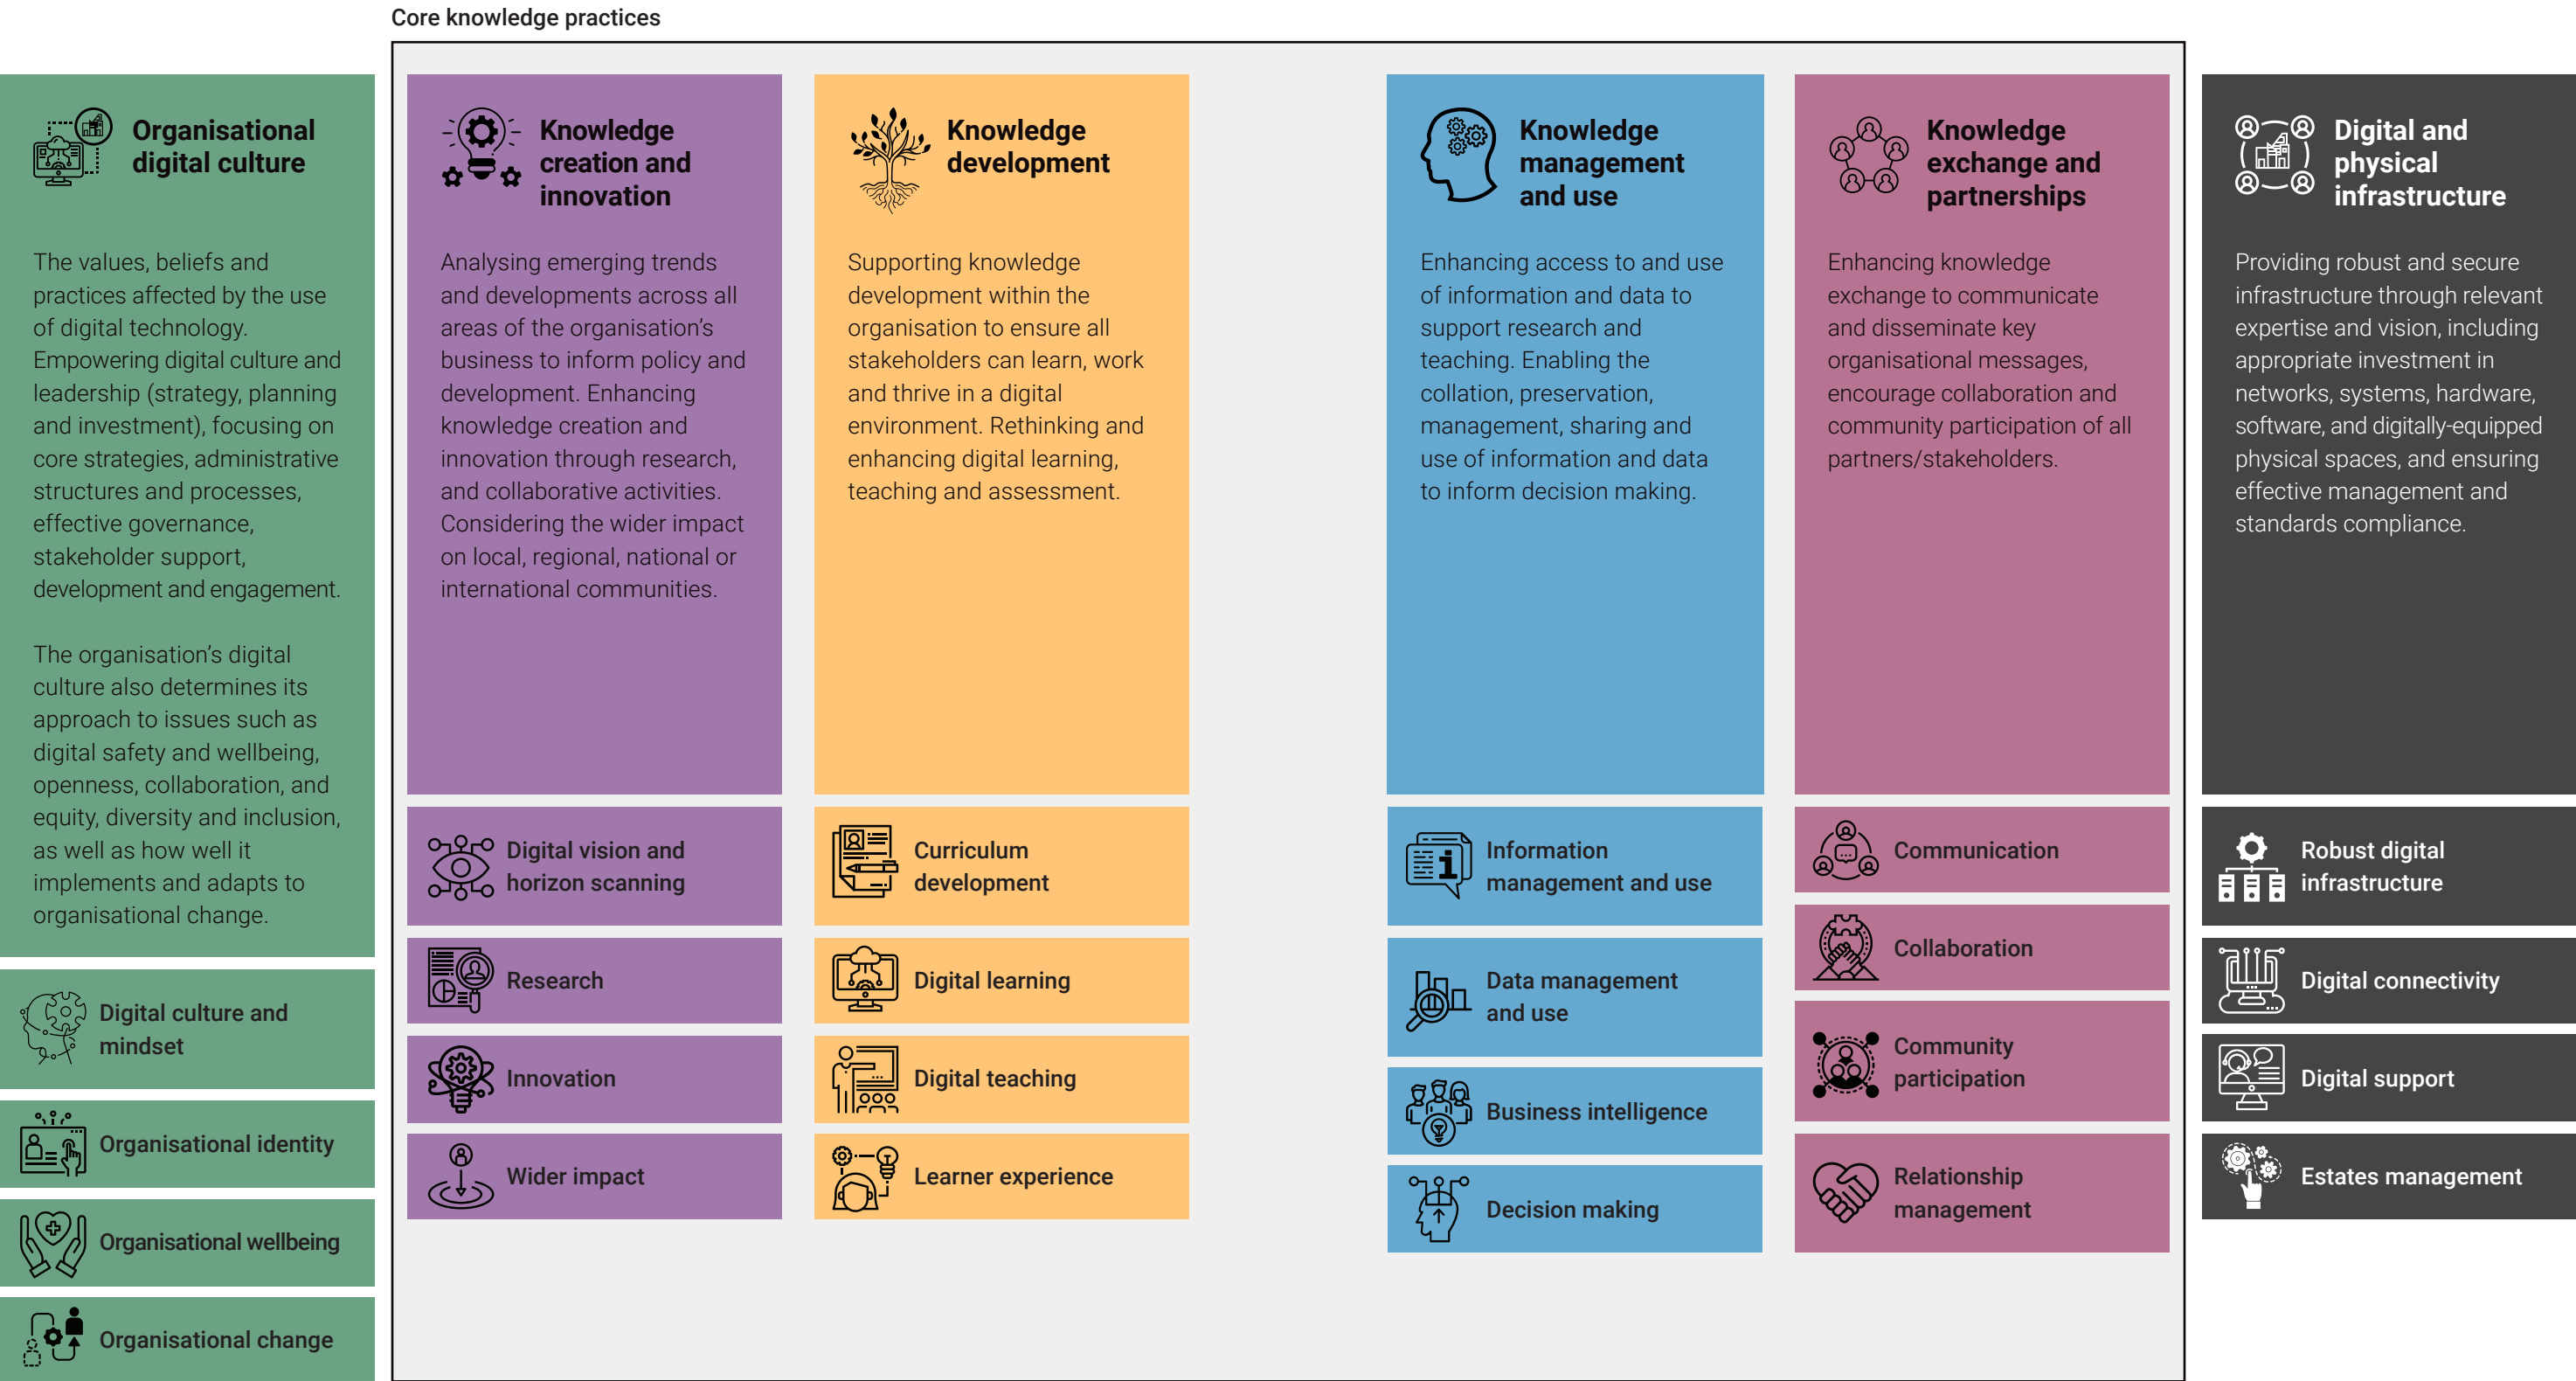 Core knowledge practices
Organisational
digital culture
The values, beliefs and
practices affected by the use
of digital technology.
Empowering digital culture and
leadership (strategy, planning
and investment), focusing on
core strategies, administrative
structures and processes,
effective governance,
stakeholder support,
development and engagement.
The organisation’s digital
culture also determines its
approach to issues such as
digital safety and wellbeing,
openness, collaboration, and
equity, diversity and inclusion,
as well as how well it
implements and adapts to
organisational change.
Digital culture and
mindset
Organisational identity
Organisational wellbeing
Organisational change
Knowledge
creation and
innovation
Analysing emerging trends
and developments across all
areas of the organisation’s
business to inform policy and
development. Enhancing
knowledge creation and
innovation through research,
and collaborative activities.
Considering the wider impact
on local, regional, national or
international communities.
Digital vision and
horizon scanning
Research
Innovation
Wider impact
Knowledge
development
Supporting knowledge
development within the
organisation to ensure all
stakeholders can learn, work
and thrive in a digital
environment. Rethinking and
enhancing digital learning,
teaching and assessment.
Curriculum
development
Digital learning
Digital teaching
Learner experience
Knowledge
management
and use
Enhancing access to and use
of information and data to
support research and
teaching. Enabling the
collation, preservation,
management, sharing and
use of information and data
to inform decision making.
Information
management and use
Data management
and use
Business intelligence
Decision making
Knowledge
exchange and
partnerships
Enhancing knowledge
exchange to communicate
and disseminate key
organisational messages,
encourage collaboration and
community participation of all
partners/stakeholders.
Communication
Collaboration
Community
participation
Relationship
management
Digital and
physical
infrastructure
Providing robust and secure
infrastructure through relevant
expertise and vision, including
appropriate investment in
networks, systems, hardware,
software, and digitally-equipped
physical spaces, and ensuring
effective management and
standards compliance.
Robust digital
infrastructure
Digital connectivity
Digital support
Estates management